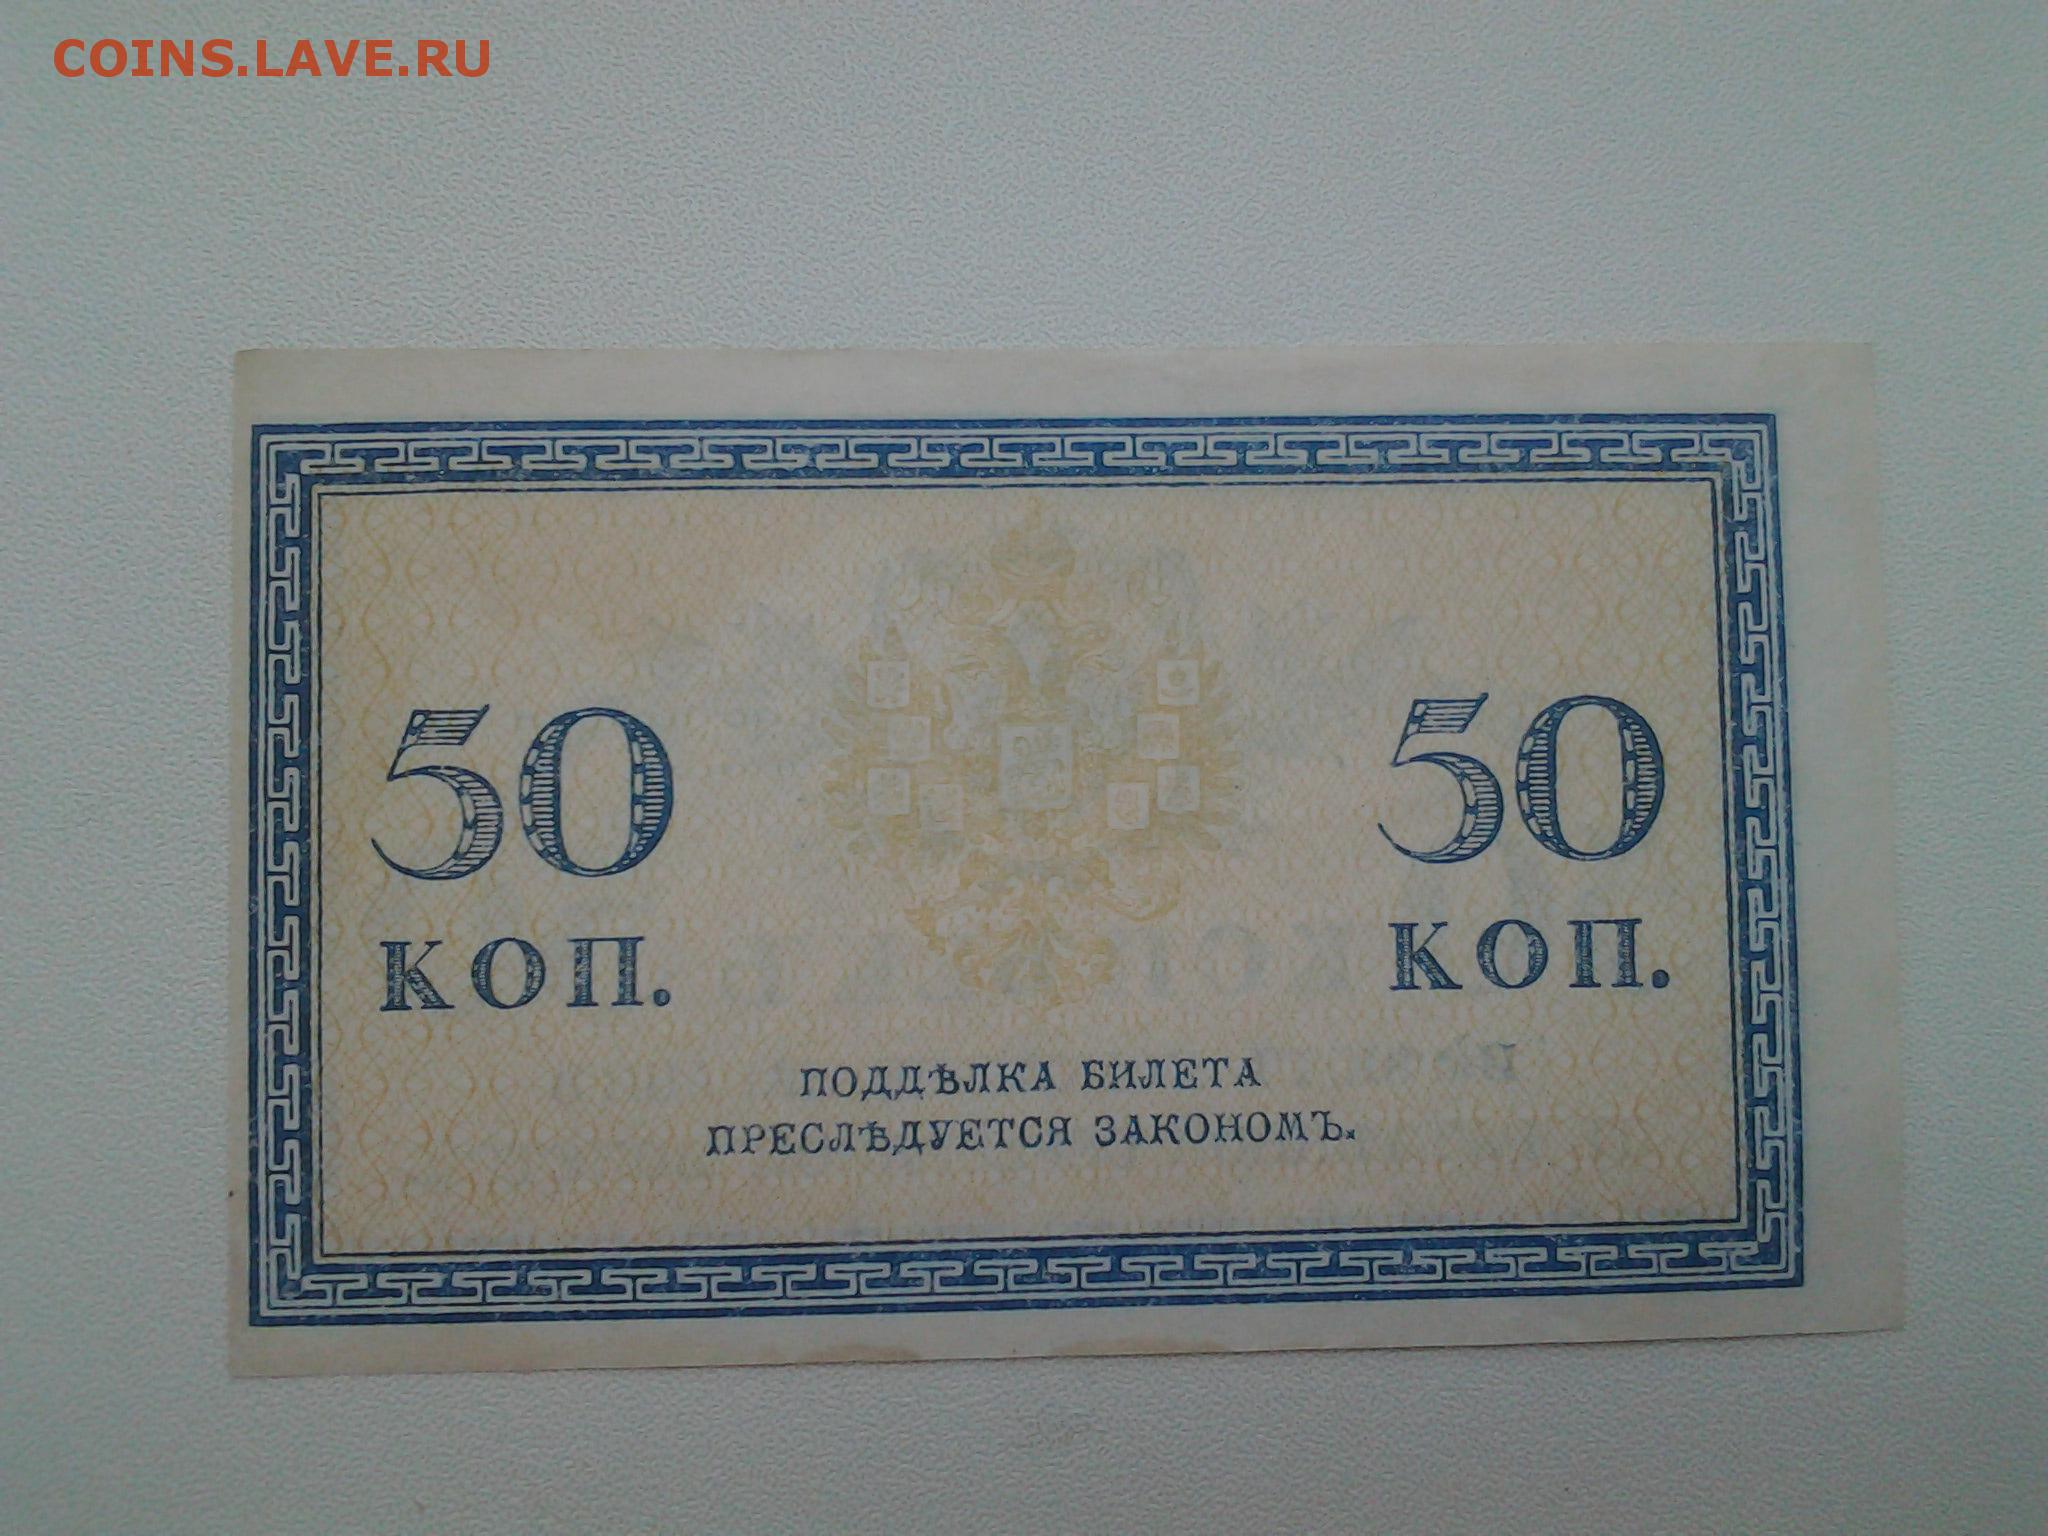 COINS.LAVE.RU
50 50
КОП. КОП.
ПОДДѢЛКА БИЛЕТА
ПРЕСЛѢДУЕТСЯ ЗАКОНОМЪ.